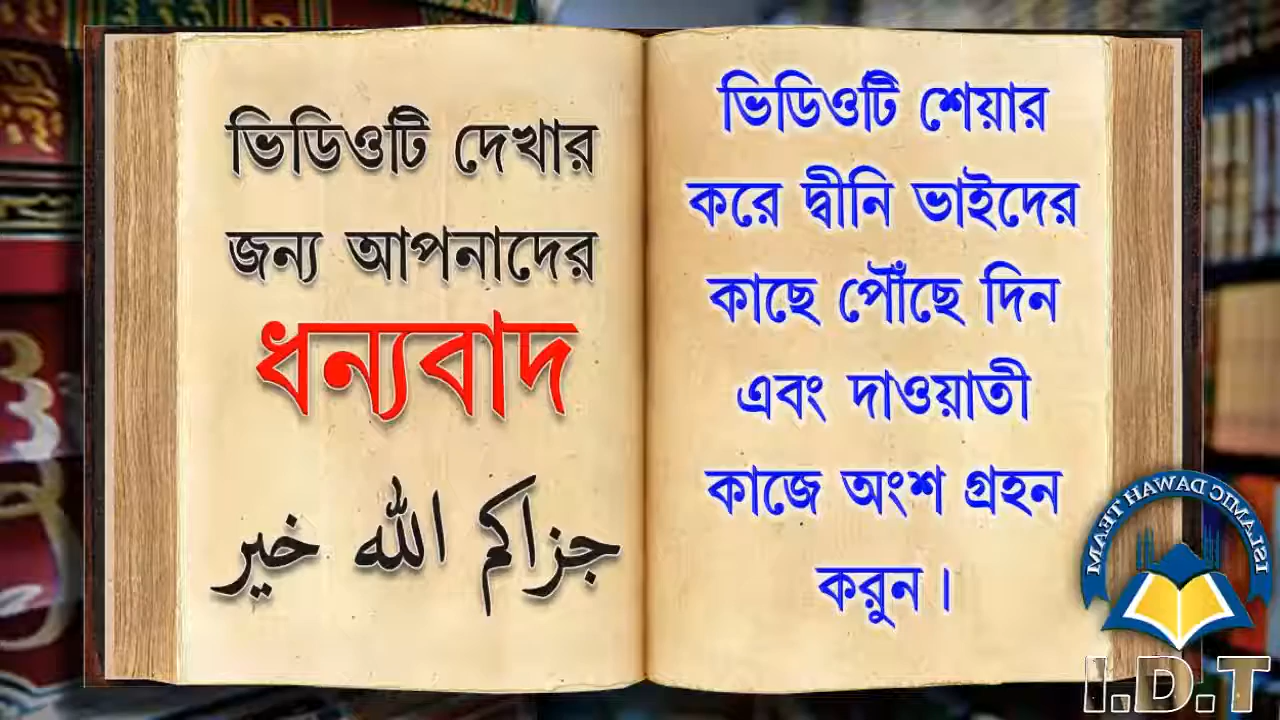 ভিডিওটি দেখার
জন্য আপনাদের
ধন্যবাদ
جزاكم الله خير
ভিডিওটি শেয়ার
করে দ্বীনি ভাইদের
কাছে পৌঁছে দিন
এবং দাওয়াতী
কাজে অংশ গ্রহন
করুন।
ISLAMIC DAWAH TEAM
I.D.T